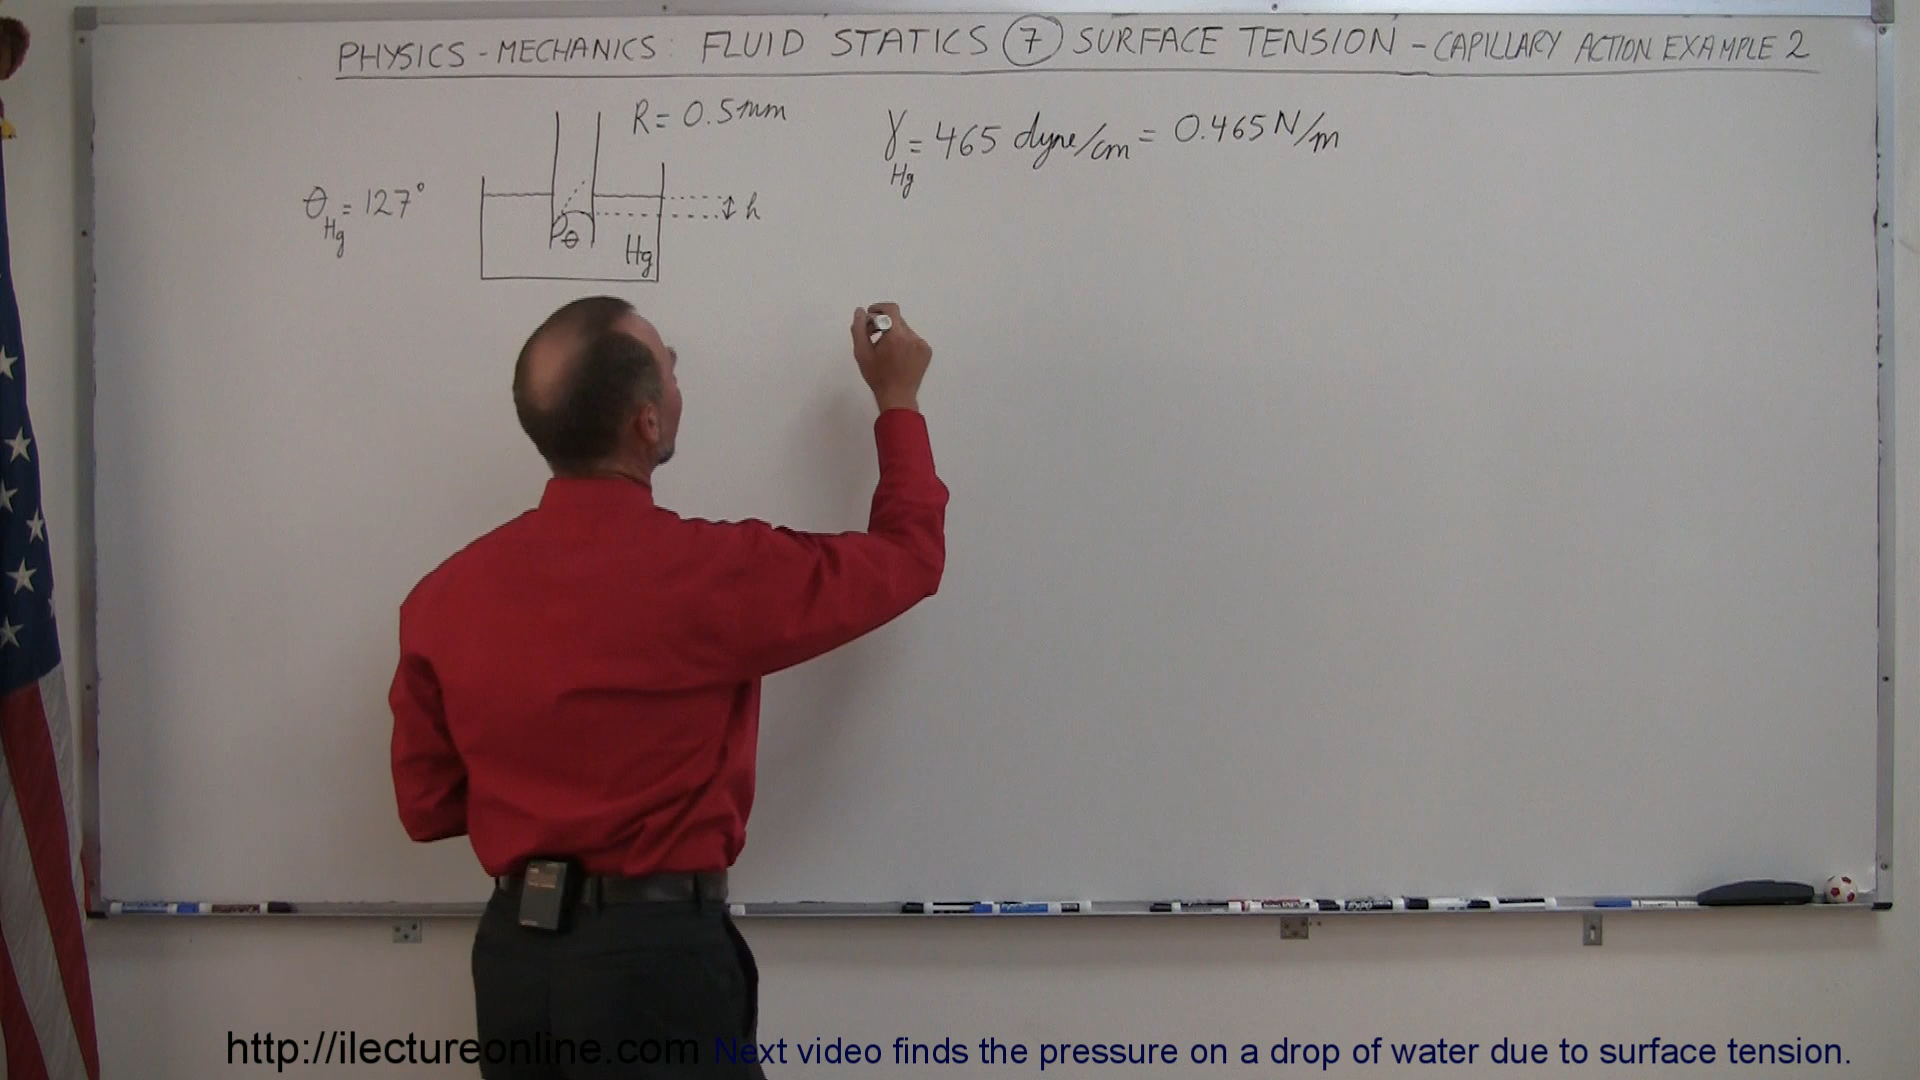 PHYSICS - MECHANICS: FLUID STATICS 7 SURFACE TENSION - CAPILLARY ACTION EXAMPLE 2
R = 0.5mm
γHg = 465 dyne/cm = 0.465 N/m
θHg = 127°
h
θ
Hg
http://ilectureonline.com Next video finds the pressure on a drop of water due to surface tension.